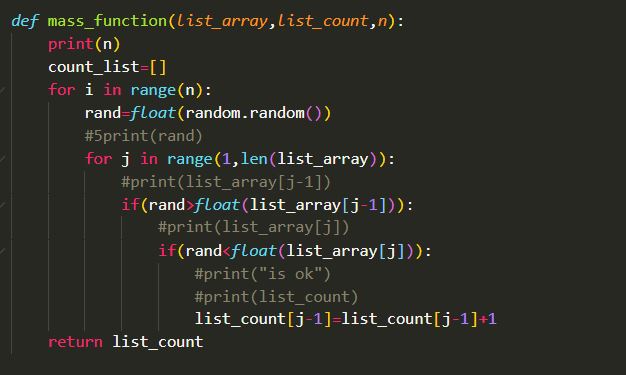 def mass_function(list_array,list_count,n):
    print(n)
    count_list=[]
    for i in range(n):
        rand=float(random.random())
        #5print(rand)
        for j in range(1,len(list_array)):
            #print(list_array[j-1])
            if(rand>float(list_array[j-1])):
                #print(list_array[j])
                if(rand<float(list_array[j])):
                    #print("is ok")
                    #print(list_count)
                    list_count[j-1]=list_count[j-1]+1
    return list_count